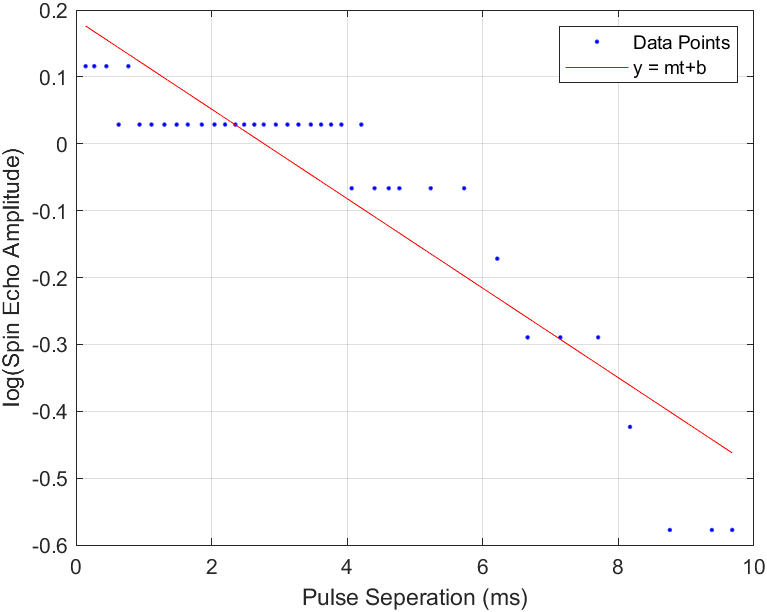 0.2
0.1
0
-0.1
-0.2
-0.3
-0.4
-0.5
-0.6
log(Spin Echo Amplitude)
Data Points
y = mt+b
0 2 4 6 8 10
Pulse Seperation (ms)